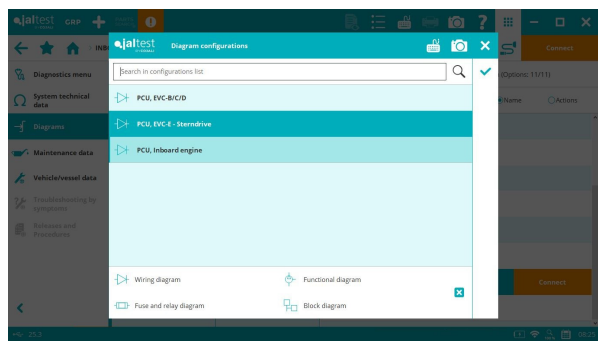 jaltest GRP
INB
Connect
jaltest Diagram configurations
Search in configurations list
PCU, EVC-B/C/D
PCU, EVC-E - Sterndrive
PCU, Inboard engine
Wiring diagram
Functional diagram
Fuse and relay diagram
Block diagram
Diagnostics menu
System technical
data
Diagrams
Maintenance data
Vehicle/vessel data
Troubleshooting by
symptoms
Releases and
Procedures
(Options: 11/11)
Name
Actions
Connect
25.3
08:25